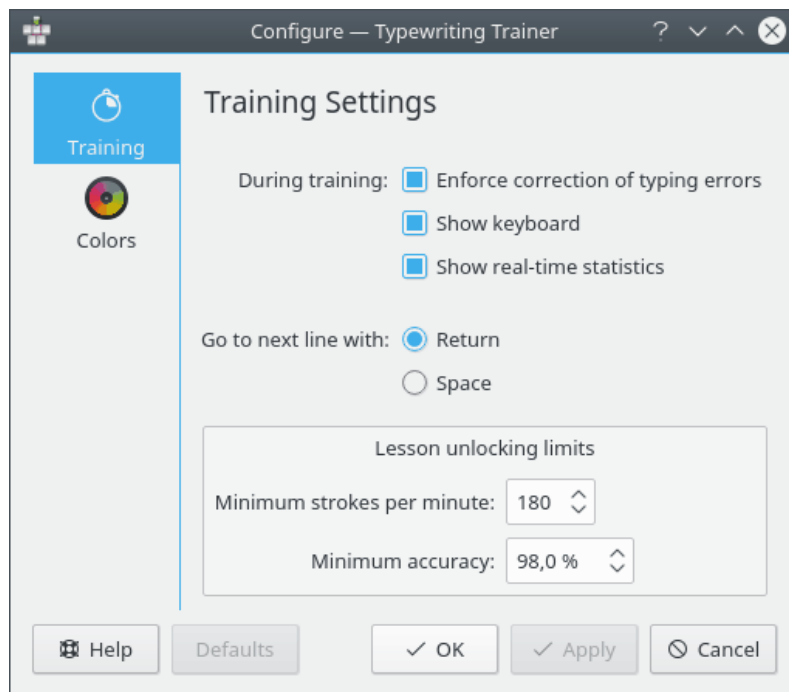 Configure — Typewriting Trainer
Training
Colors
Training Settings
During training: Enforce correction of typing errors
Show keyboard
Show real-time statistics
Go to next line with: Return
Space
Lesson unlocking limits
Minimum strokes per minute: 180
Minimum accuracy: 98,0 %
Help Defaults OK Apply Cancel